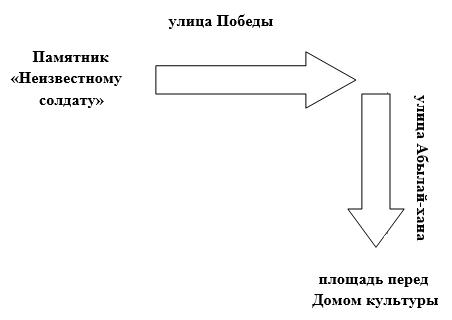 улица Победы
Памятник
«Неизвестному
солдату»
улица Абылай-хана
площадь перед
Домом культуры